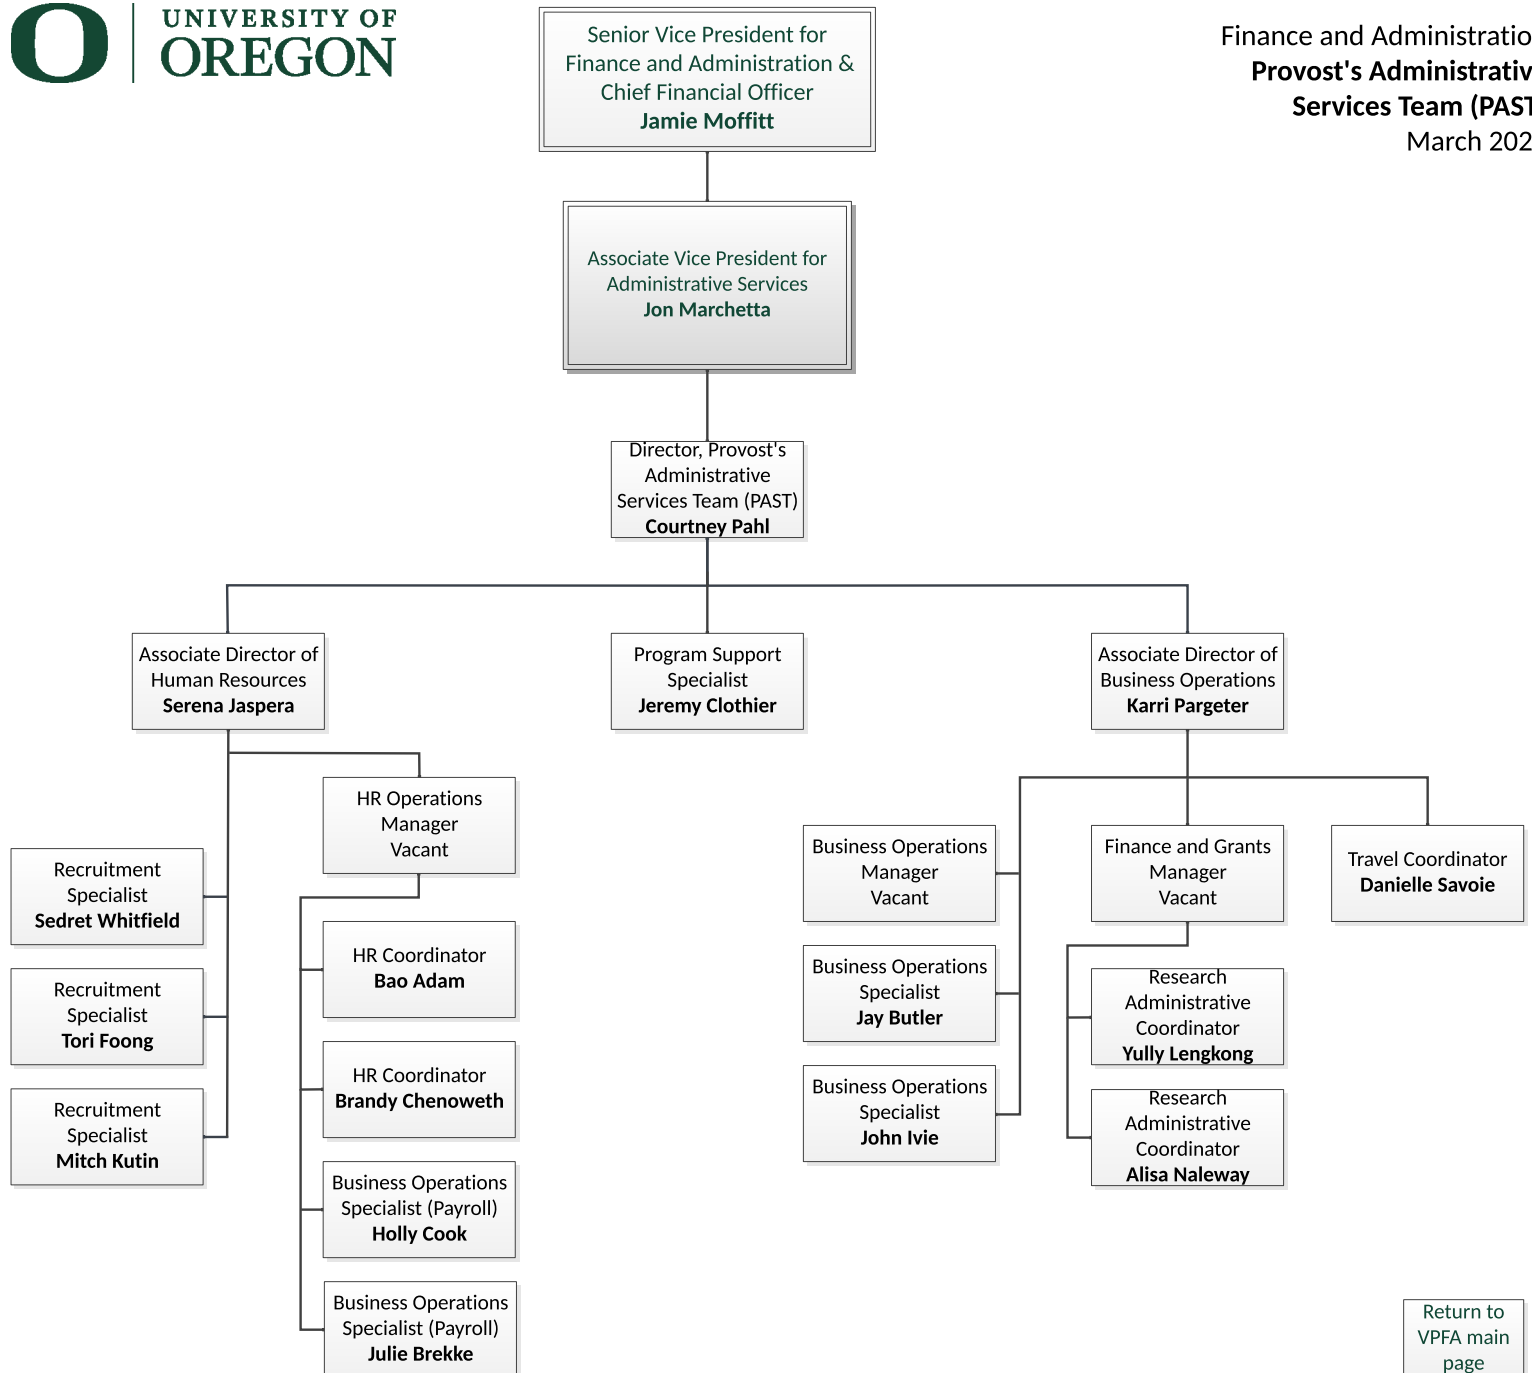 UNIVERSITY OF
OREGON
Senior Vice President for
Finance and Administration &
Chief Financial Officer
Jamie Moffitt
Finance and Administratio
Provost's Administrativ
Services Team (PAST
March 202
Associate Vice President for
Administrative Services
Jon Marchetta
Director, Provost's
Administrative
Services Team (PAST)
Courtney Pahl
Associate Director of
Human Resources
Serena Jaspera
Program Support
Specialist
Jeremy Clothier
Associate Director of
Business Operations
Karri Pargeter
HR Operations
Manager
Vacant
Recruitment
Specialist
Sedret Whitfield
Recruitment
Specialist
Tori Foong
Recruitment
Specialist
Mitch Kutin
HR Coordinator
Bao Adam
HR Coordinator
Brandy Chenoweth
Business Operations
Specialist (Payroll)
Holly Cook
Business Operations
Specialist (Payroll)
Julie Brekke
Business Operations
Manager
Vacant
Business Operations
Specialist
Jay Butler
Business Operations
Specialist
John Ivie
Finance and Grants
Manager
Vacant
Research
Administrative
Coordinator
Yully Lengkong
Research
Administrative
Coordinator
Alisa Naleway
Travel Coordinator
Danielle Savoie
Return to
VPFA main
page